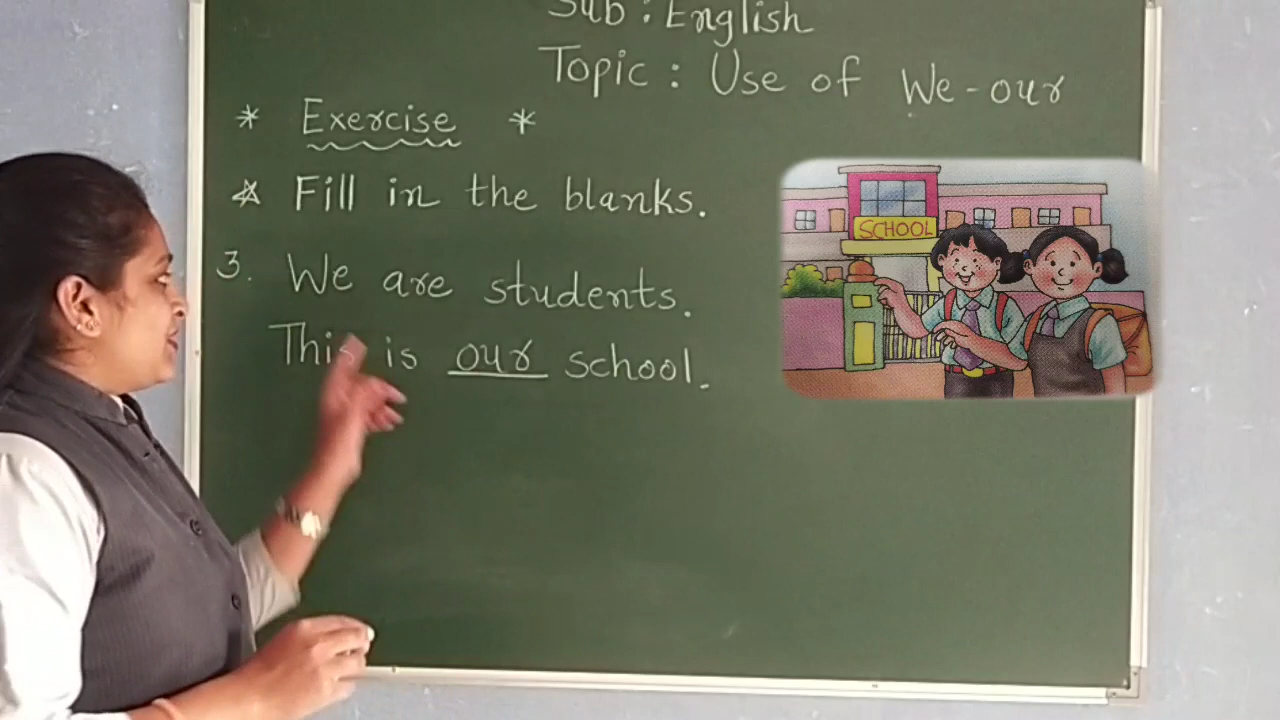 Sub : English
Topic : Use of We - our
* Exercise *
☆ Fill in the blanks.
3. We are students.
This is our school.
SCHOOL